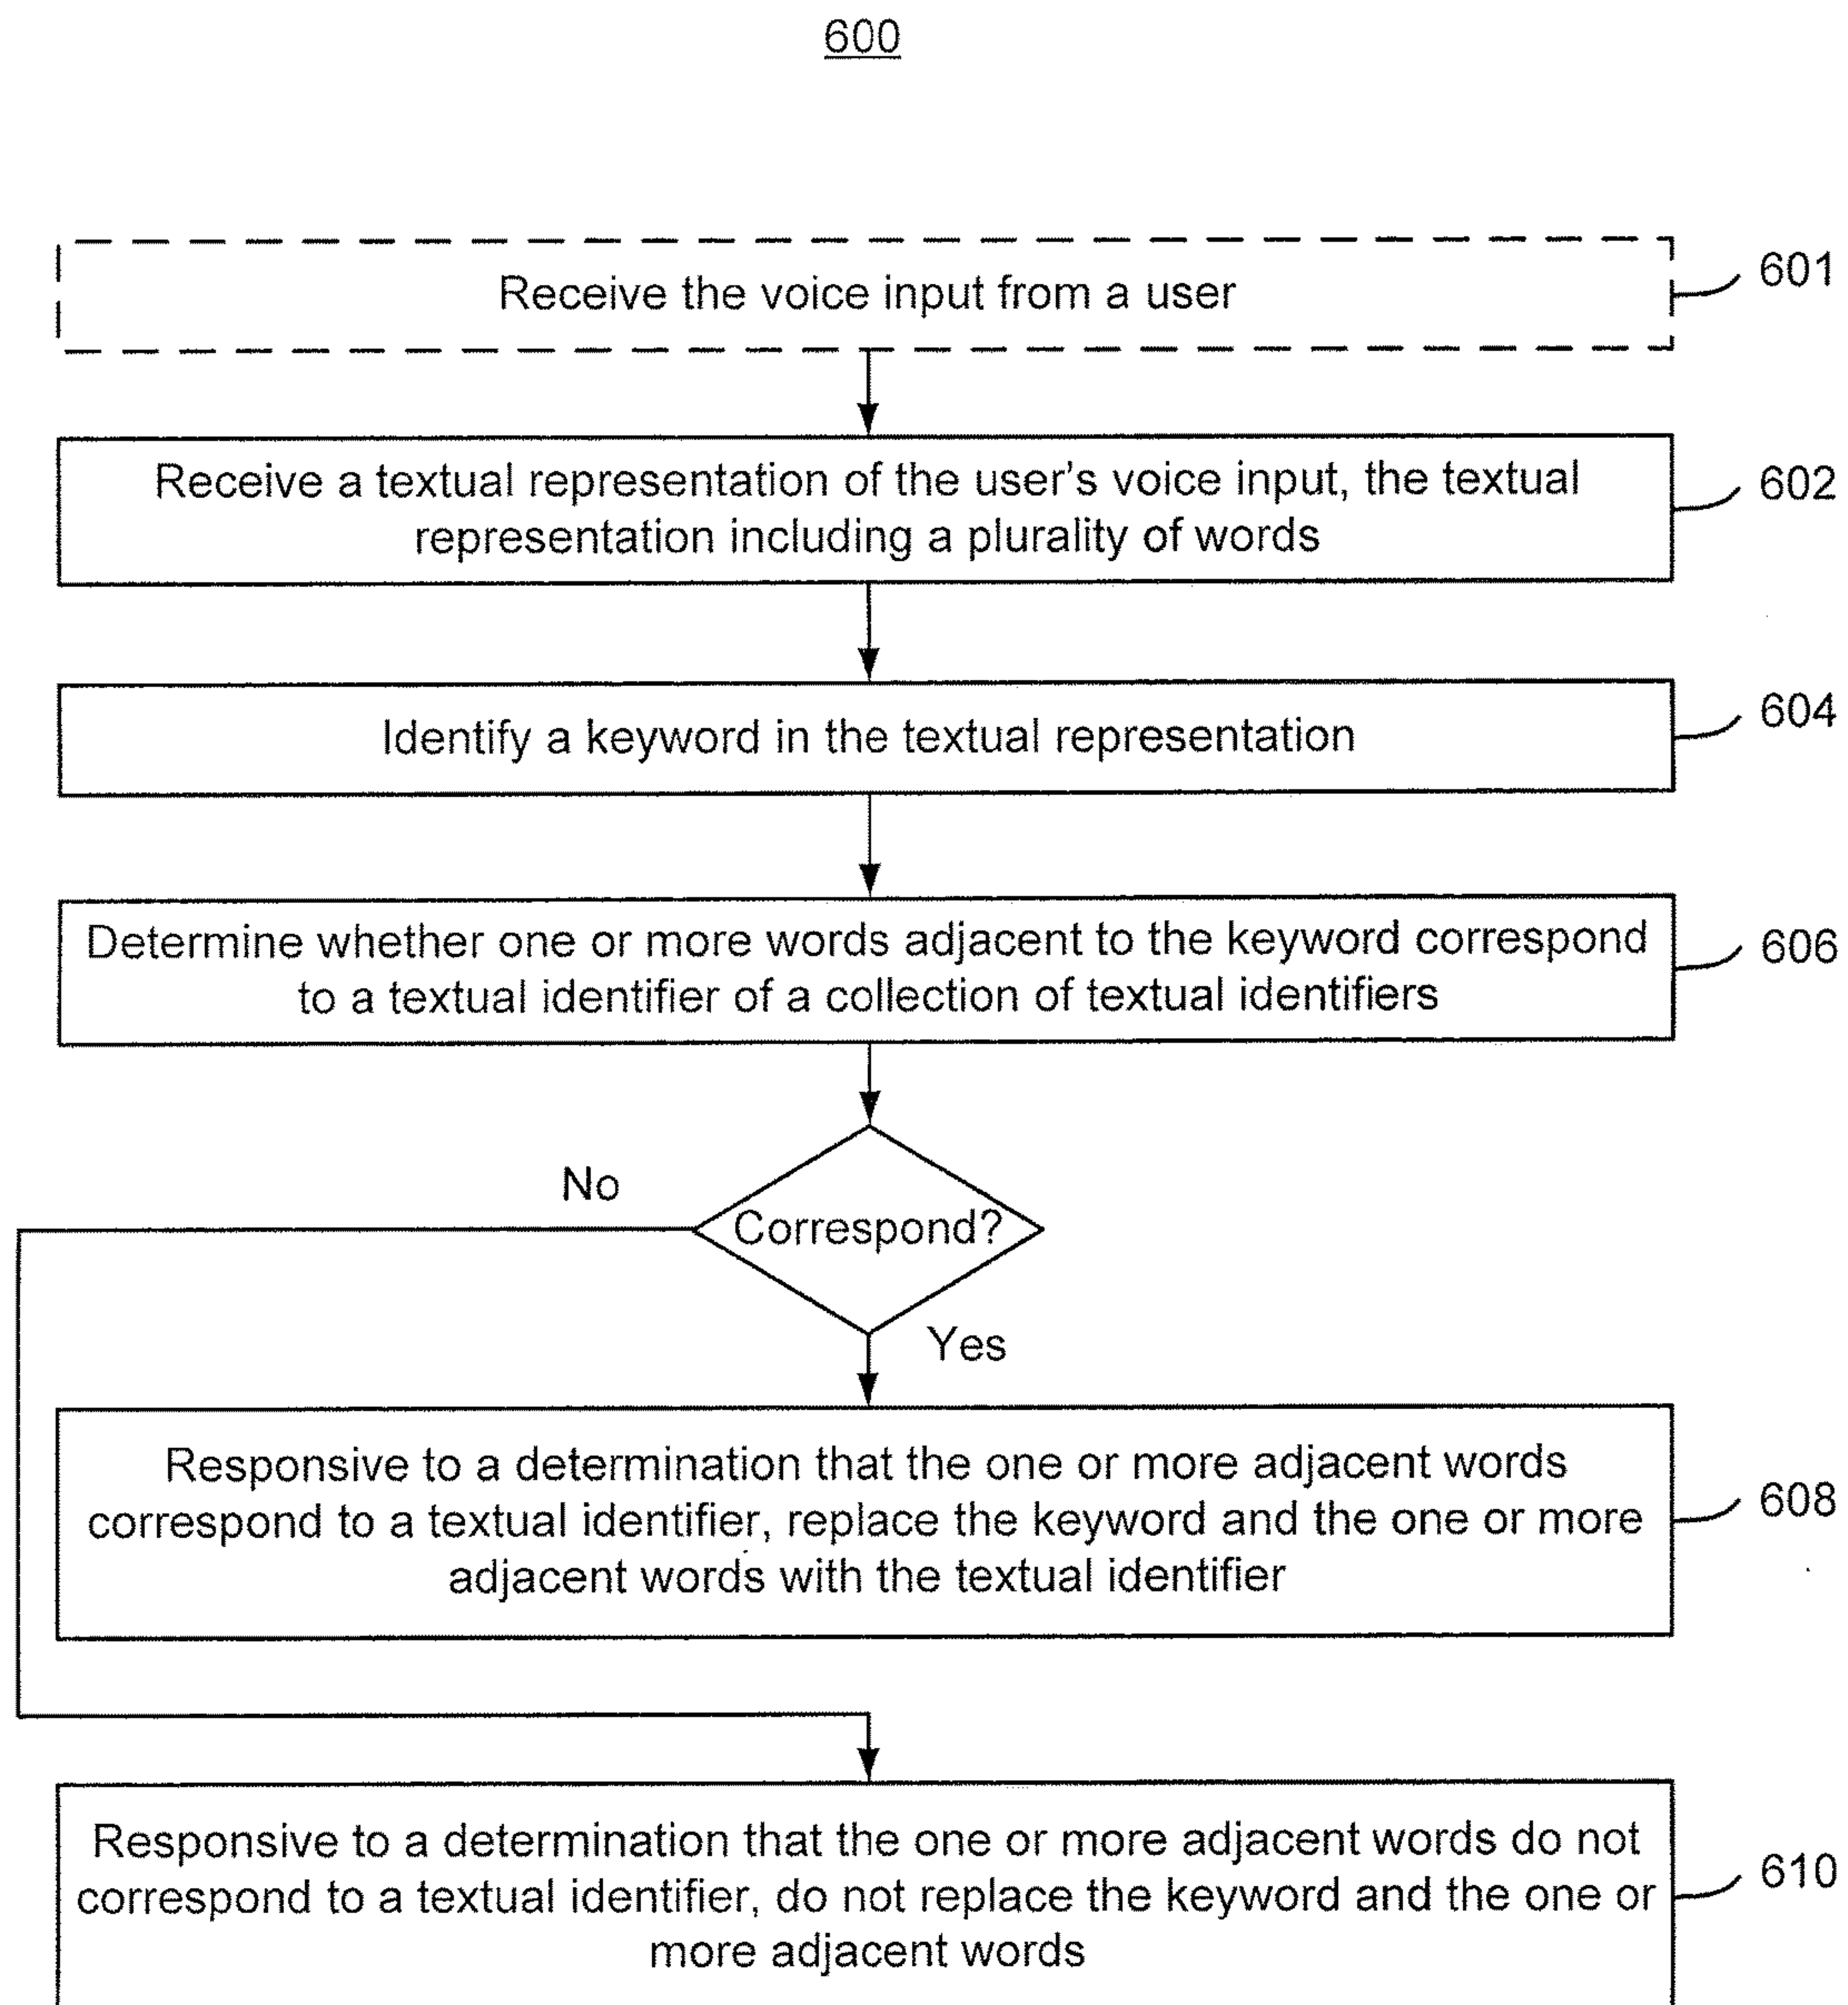 600
Receive the voice input from a user
601
Receive a textual representation of the user's voice input, the textual
representation including a plurality of words
602
Identify a keyword in the textual representation
604
Determine whether one or more words adjacent to the keyword correspond
to a textual identifier of a collection of textual identifiers
606
No
Correspond?
Yes
Responsive to a determination that the one or more adjacent words
correspond to a textual identifier, replace the keyword and the one or more
adjacent words with the textual identifier
608
Responsive to a determination that the one or more adjacent words do not
correspond to a textual identifier, do not replace the keyword and the one or
more adjacent words
610